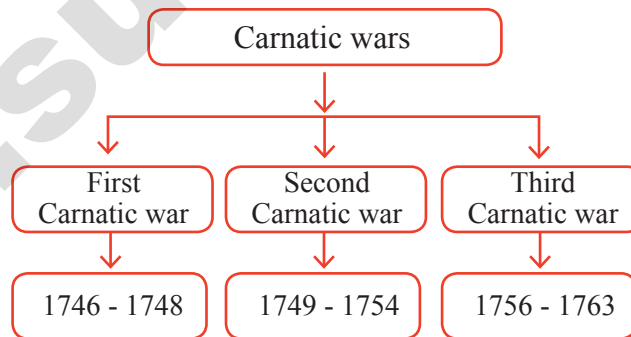 Carnatic wars
First
Carnatic war
Second
Carnatic war
Third
Carnatic war
1746 - 1748
1749 - 1754
1756 - 1763